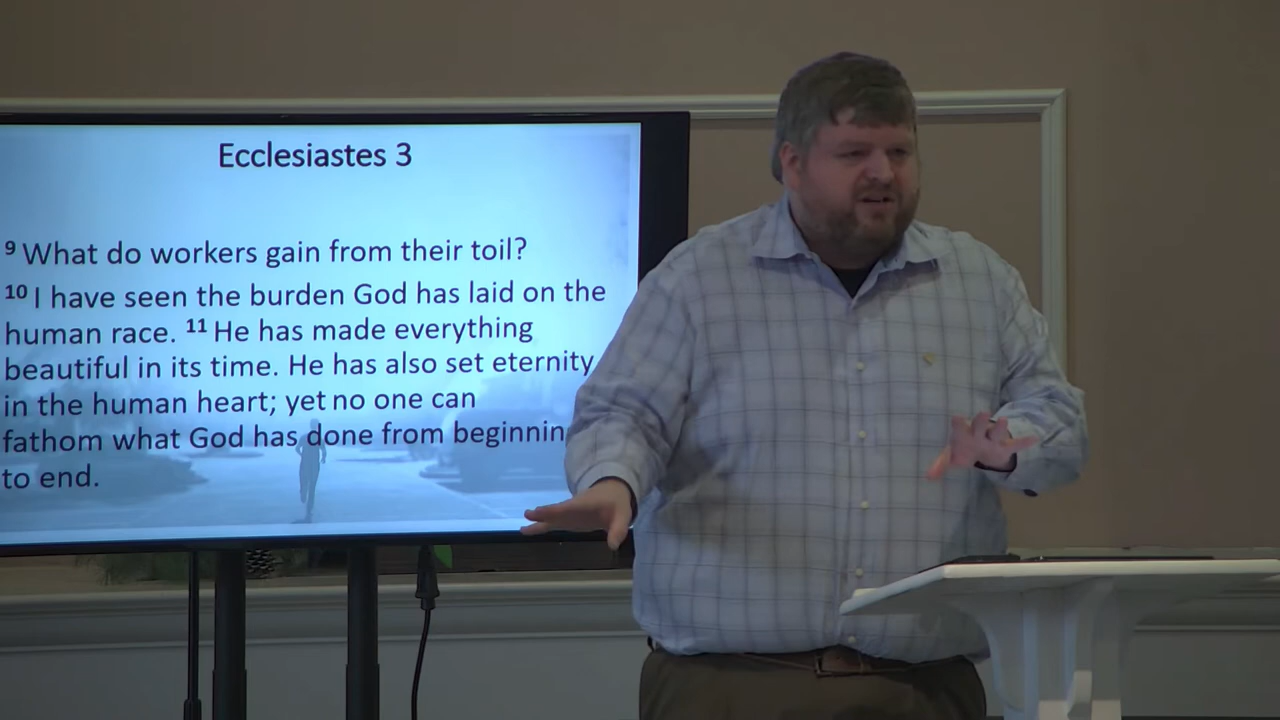 Ecclesiastes 3
9 What do workers gain from their toil?
10 I have seen the burden God has laid on the
human race. 11 He has made everything
beautiful in its time. He has also set eternity
in the human heart; yet no one can
fathom what God has done from beginnin
to end.